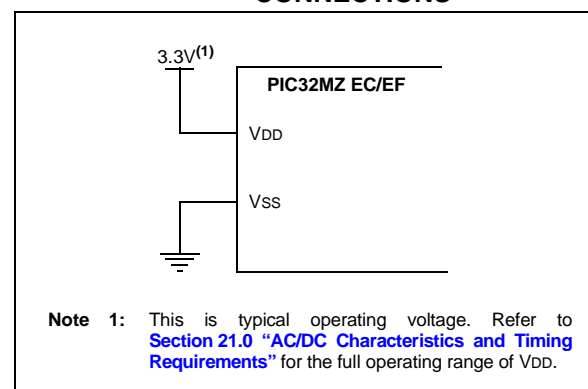 CONNECTIONS
3.3V(1)
PIC32MZ EC/EF
VDD
VSS
Note 1: This is typical operating voltage. Refer to
Section 21.0 “AC/DC Characteristics and Timing
Requirements” for the full operating range of VDD.